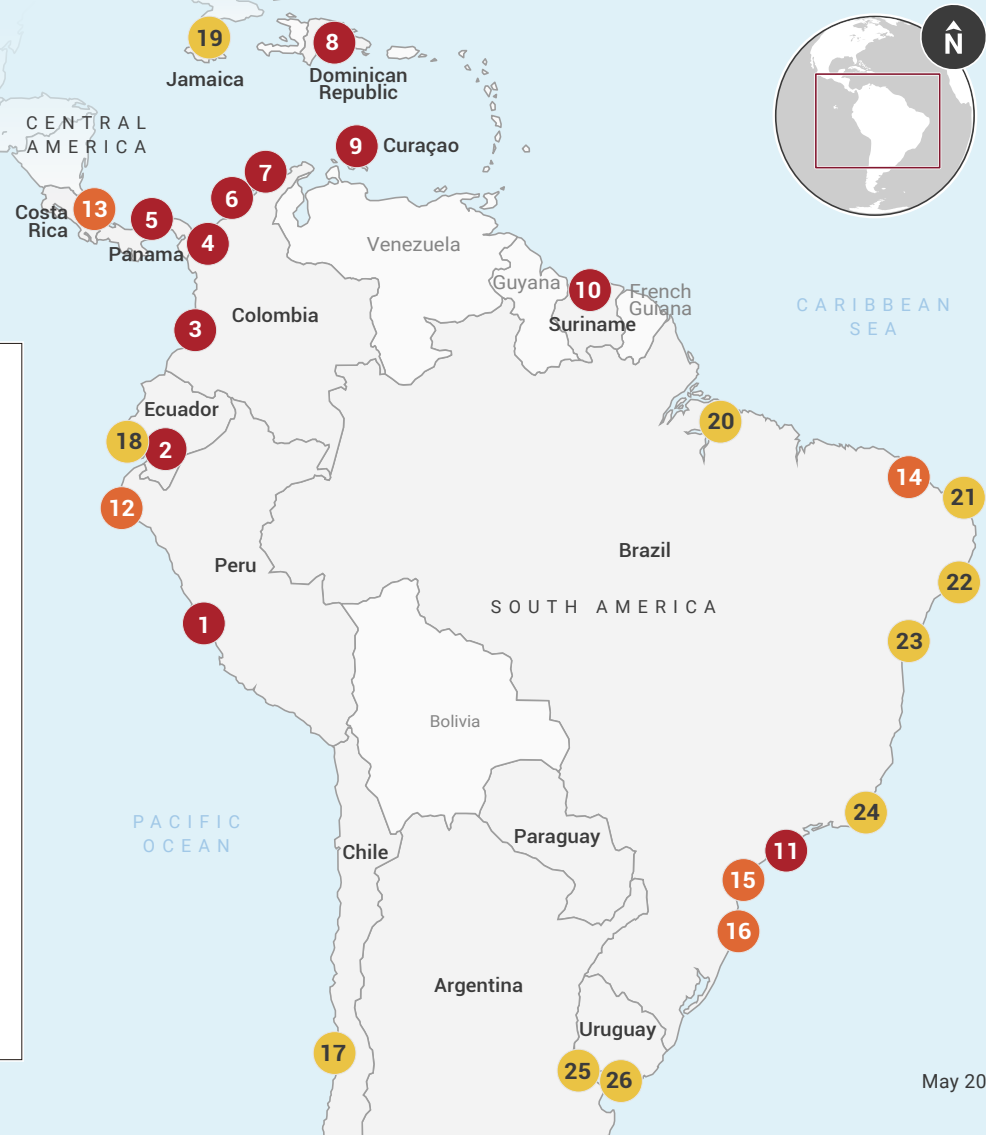 19
8
N
Jamaica
Dominican
Republic
CENTRAL
AMERICA
9
Curaçao
7
6
13
5
Costa
Rica
4
Panama
Venezuela
Guyana
10
French
Guiana
CARIBBEAN
SEA
Colombia
Suriname
3
Ecuador
18
2
20
14
21
12
Brazil
Peru
22
SOUTH AMERICA
1
23
Bolivia
PACIFIC
OCEAN
24
Paraguay
Chile
11
15
16
Argentina
Uruguay
17
25
26
May 20